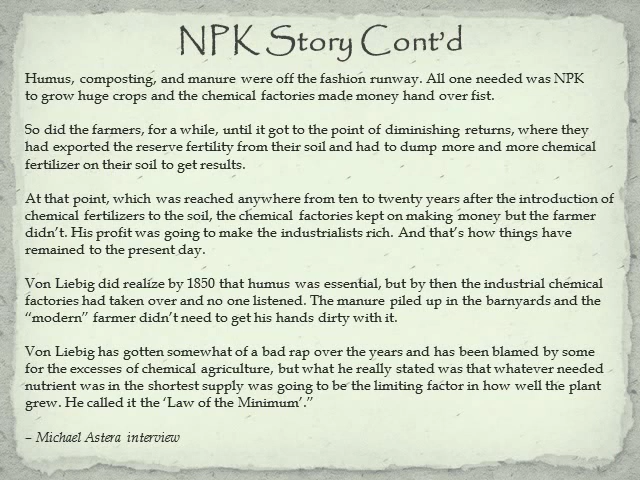 NPK Story Cont'd
Humus, composting, and manure were off the fashion runway. All one needed was NPK
to grow huge crops and the chemical factories made money hand over fist.
So did the farmers, for a while, until it got to the point of diminishing returns, where they
had exported the reserve fertility from their soil and had to dump more and more chemical
fertilizer on their soil to get results.
At that point, which was reached anywhere from ten to twenty years after the introduction of
chemical fertilizers to the soil, the chemical factories kept on making money but the farmer
didn't. His profit was going to make the industrialists rich. And that's how things have
remained to the present day.
Von Liebig did realize by 1850 that humus was essential, but by then the industrial chemical
factories had taken over and no one listened. The manure piled up in the barnyards and the
“modern” farmer didn't need to get his hands dirty with it.
Von Liebig has gotten somewhat of a bad rap over the years and has been blamed by some
for the excesses of chemical agriculture, but what he really stated was that whatever needed
nutrient was in the shortest supply was going to be the limiting factor in how well the plant
grew. He called it the ‘Law of the Minimum’.”
– Michael Astera interview